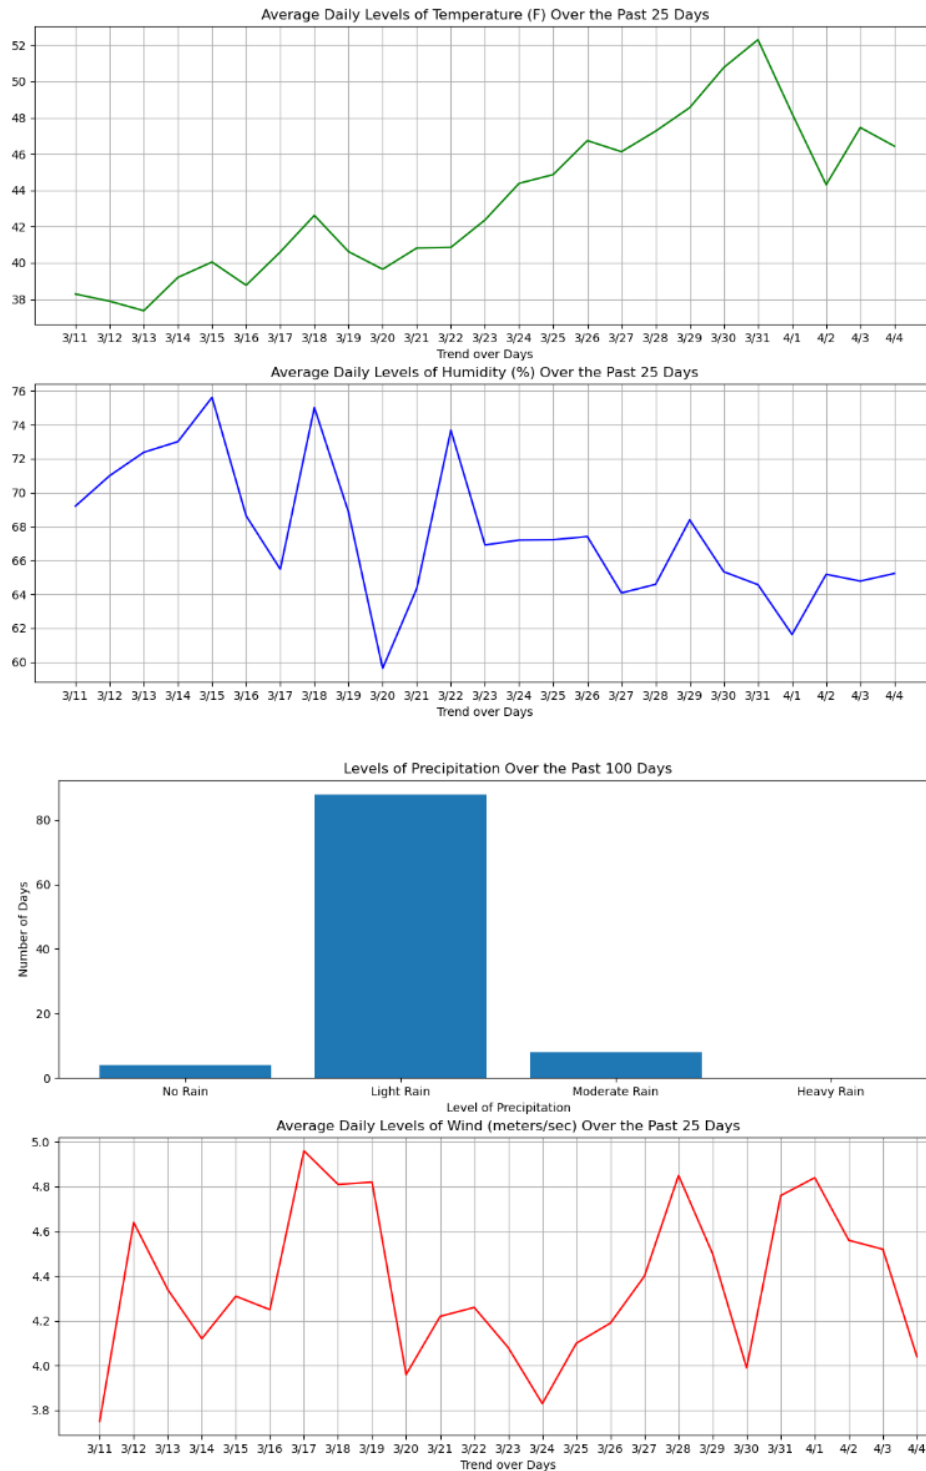 Average Daily Levels of Temperature (F) Over the Past 25 Days
52
50
48
46
44
42
40
38
3/11 3/12 3/13 3/14 3/15 3/16 3/17 3/18 3/19 3/20 3/21 3/22 3/23 3/24 3/25 3/26 3/27 3/28 3/29 3/30 3/31 4/1 4/2 4/3 4/4
Trend over Days
Average Daily Levels of Humidity (%) Over the Past 25 Days
76
74
72
70
68
66
64
62
60
3/11 3/12 3/13 3/14 3/15 3/16 3/17 3/18 3/19 3/20 3/21 3/22 3/23 3/24 3/25 3/26 3/27 3/28 3/29 3/30 3/31 4/1 4/2 4/3 4/4
Trend over Days
Levels of Precipitation Over the Past 100 Days
Number of Days
80
60
40
20
0
No Rain Light Rain Moderate Rain Heavy Rain
Level of Precipitation
Average Daily Levels of Wind (meters/sec) Over the Past 25 Days
5.0
4.8
4.6
4.4
4.2
4.0
3.8
3/11 3/12 3/13 3/14 3/15 3/16 3/17 3/18 3/19 3/20 3/21 3/22 3/23 3/24 3/25 3/26 3/27 3/28 3/29 3/30 3/31 4/1 4/2 4/3 4/4
Trend over Days